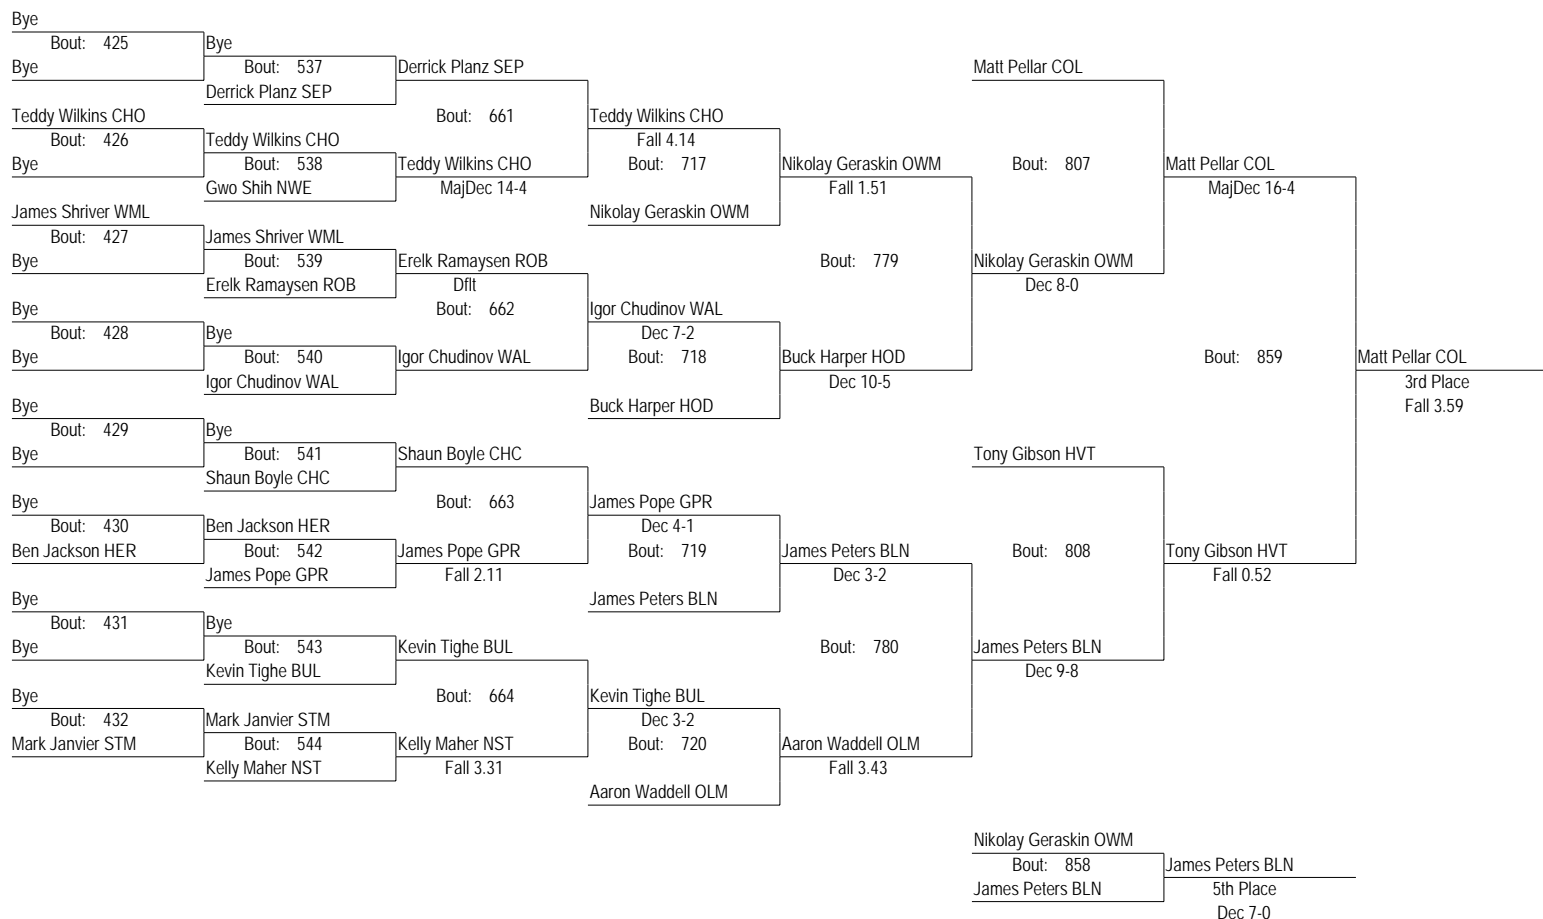 Bye
Bout: 425
Bye
Bye
Bout: 537
Derrick Planz SEP
Derrick Planz SEP
Matt Pellar COL
Teddy Wilkins CHO
Bout: 426
Bye
Teddy Wilkins CHO
Bout: 538
Gwo Shih NWE
Bout: 661
Teddy Wilkins CHO
MajDec 14-4
Teddy Wilkins CHO
Fall 4.14
Bout: 717
Nikolay Geraskin OWM
Nikolay Geraskin OWM
Fall 1.51
Bout: 807
Matt Pellar COL
MajDec 16-4
James Shriver WML
Bout: 427
Bye
James Shriver WML
Bout: 539
Erelk Ramaysen ROB
Erelk Ramaysen ROB
Dflt
Bout: 662
Bout: 779
Nikolay Geraskin OWM
Dec 8-0
Bye
Bout: 428
Bye
Bye
Bout: 540
Igor Chudinov WAL
Igor Chudinov WAL
Igor Chudinov WAL
Dec 7-2
Bout: 718
Buck Harper HOD
Buck Harper HOD
Dec 10-5
Bout: 859
Matt Pellar COL
3rd Place
Fall 3.59
Bye
Bout: 429
Bye
Bye
Bout: 541
Shaun Boyle CHC
Shaun Boyle CHC
Tony Gibson HVT
Bye
Bout: 430
Ben Jackson HER
Ben Jackson HER
Bout: 542
James Pope GPR
Bout: 663
James Pope GPR
Fall 2.11
James Pope GPR
Dec 4-1
Bout: 719
James Peters BLN
James Peters BLN
Dec 3-2
Bout: 808
Tony Gibson HVT
Fall 0.52
Bye
Bout: 431
Bye
Bye
Bout: 543
Kevin Tighe BUL
Kevin Tighe BUL
Bout: 780
James Peters BLN
Dec 9-8
Bye
Bout: 432
Mark Janvier STM
Mark Janvier STM
Bout: 544
Kelly Maher NST
Bout: 664
Kelly Maher NST
Fall 3.31
Kevin Tighe BUL
Dec 3-2
Bout: 720
Aaron Waddell OLM
Aaron Waddell OLM
Fall 3.43
Nikolay Geraskin OWM
Bout: 858
James Peters BLN
James Peters BLN
5th Place
Dec 7-0